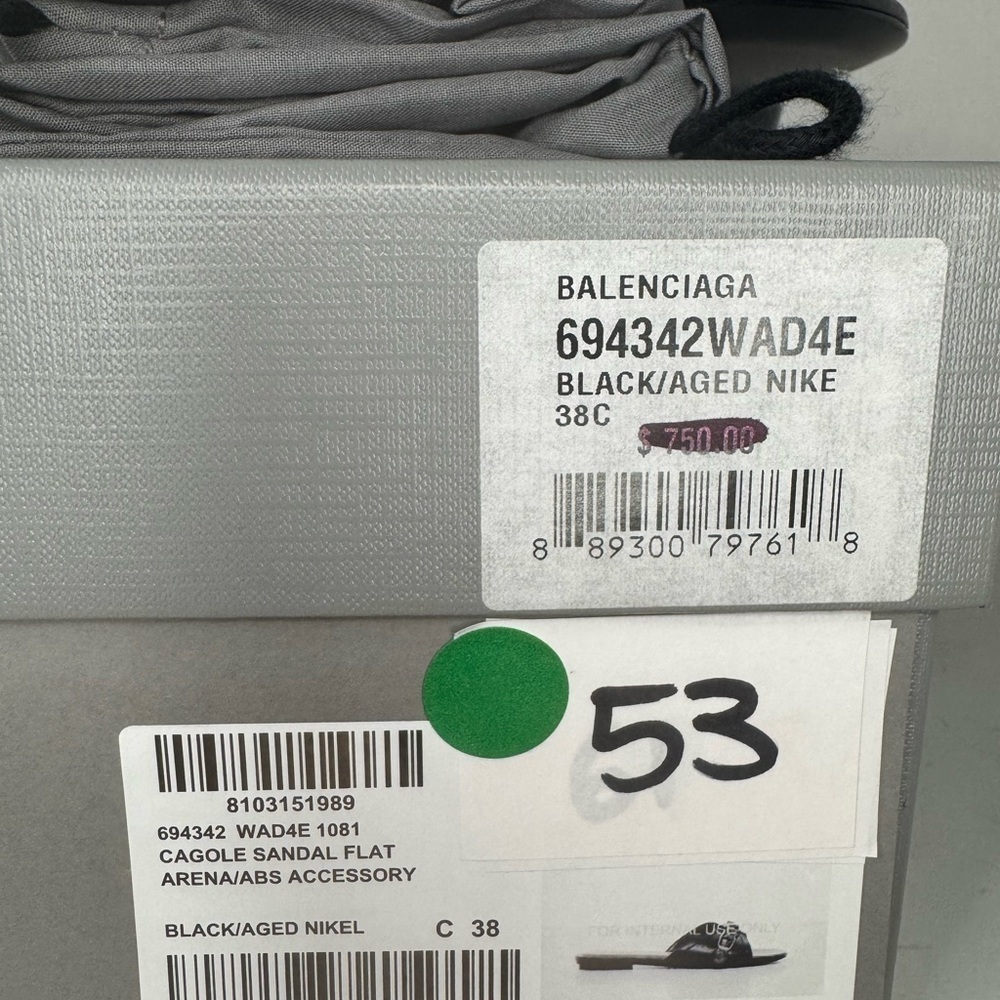 BALENCIAGA
694342WAD4E
BLACK/AGED NIKE
38C
$ 750.00
8 89300 79761 8
53
8103151989
694342 WAD4E 1081
CAGOLE SANDAL FLAT
ARENA/ABS ACCESSORY
BLACK/AGED NIKEL C 38
FOR INTERNAL USE ONLY